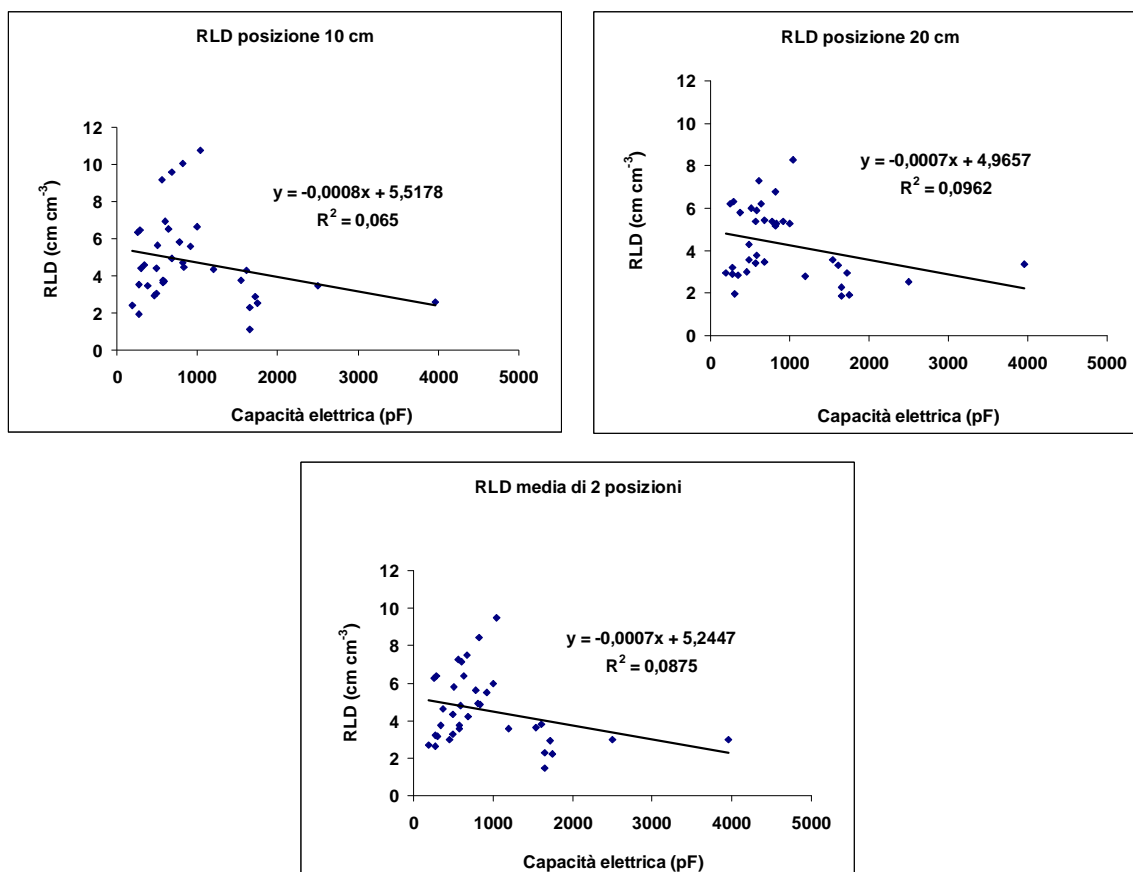 RLD posizione 10 cm
12
10
8
6
4
2
0
RLD (cm cm-3)
y = -0,0008x + 5,5178
R2 = 0,065
0 1000 2000 3000 4000 5000
Capacità elettrica (pF)
RLD posizione 20 cm
12
10
8
6
4
2
0
RLD (cm cm-3)
y = -0,0007x + 4,9657
R2 = 0,0962
0 1000 2000 3000 4000 5000
Capacità elettrica (pF)
RLD media di 2 posizioni
12
10
8
6
4
2
0
RLD (cm cm-3)
y = -0,0007x + 5,2447
R2 = 0,0875
0 1000 2000 3000 4000 5000
Capacità elettrica (pF)